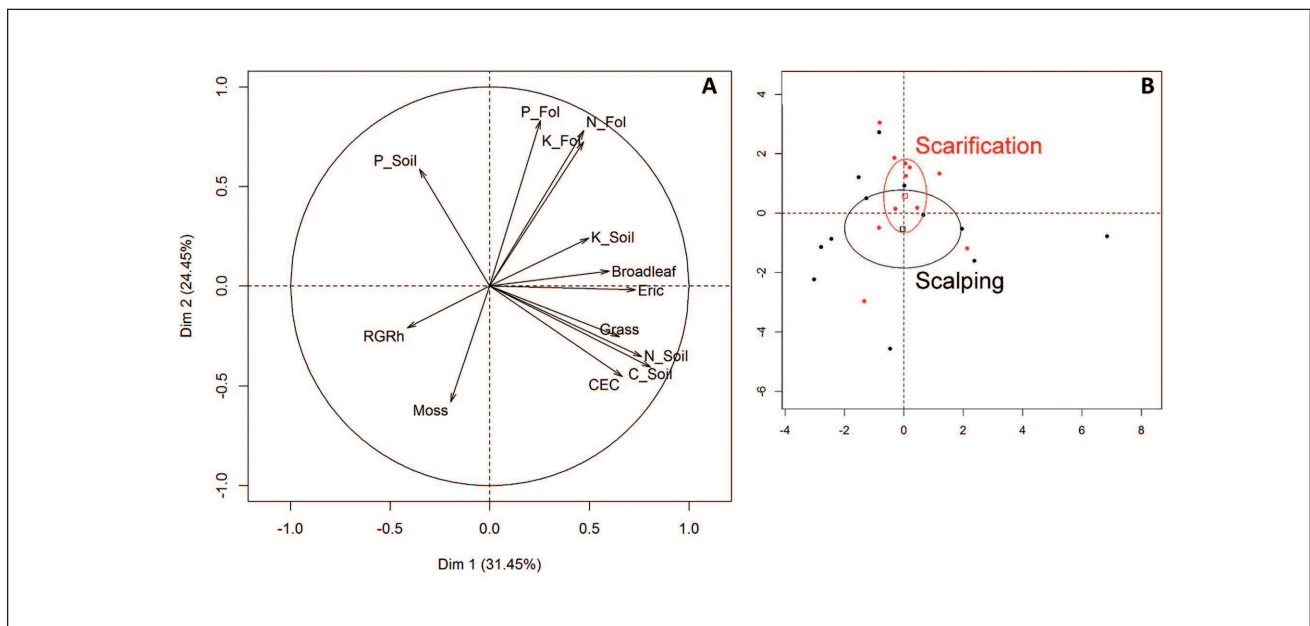 A
1.0
0.5
0.0
-0.5
-1.0
Dim 2 (24.45%)
P_Fol
N_Fol
K_Fol
P_Soil
K_Soil
Broadleaf
Eric
Grass
RGRh
N_Soil
C_Soil
CEC
Moss
-1.0 -0.5 0.0 0.5 1.0
Dim 1 (31.45%)
B
4
2
0
-2
-4
-6
Scarification
Scalping
-4 -2 0 2 4 6 8